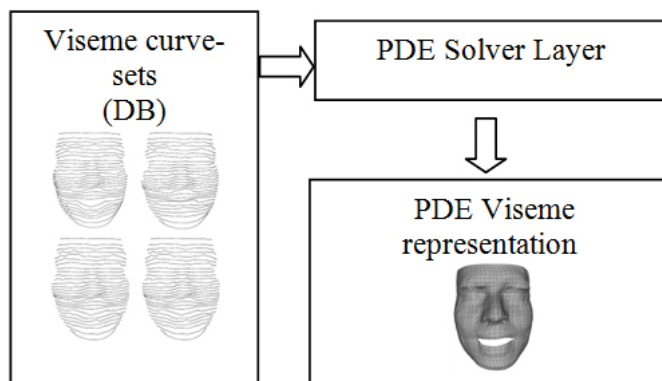 Viseme curve-
sets
(DB)
PDE Solver Layer
PDE Viseme
representation